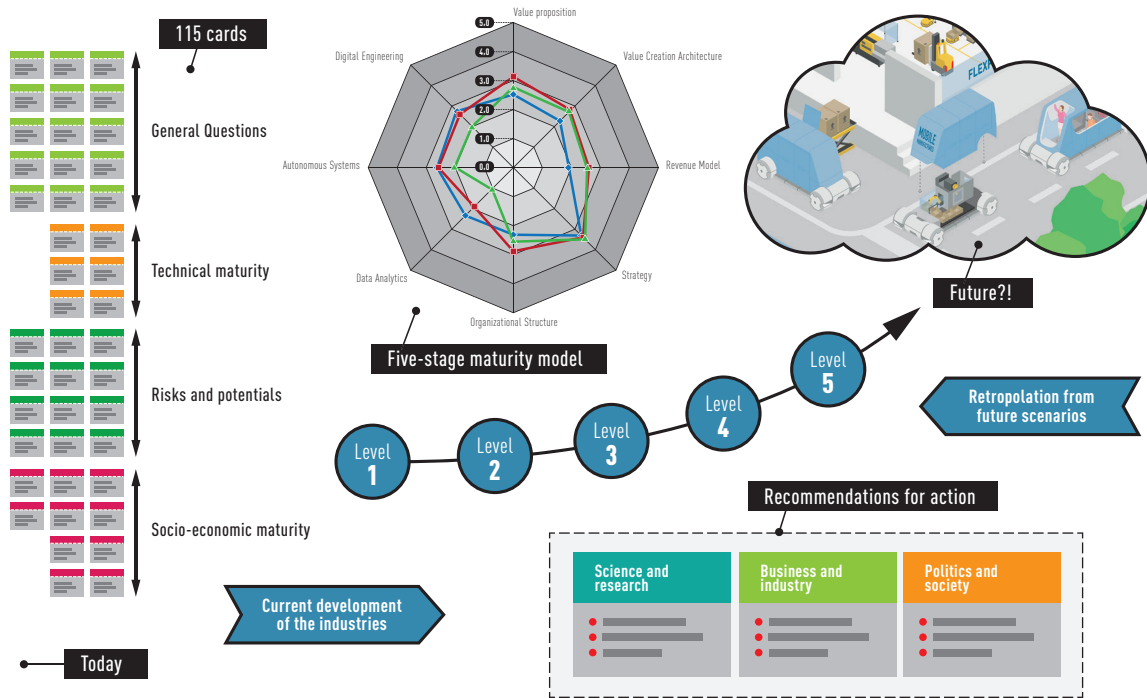 115 cards
General Questions
Technical maturity
Risks and potentials
Socio-economic maturity
Today
Value proposition
Digital Engineering
Value Creation Architecture
Autonomous Systems
Revenue Model
Data Analytics
Strategy
Organizational Structure
5.0
4.0
3.0
2.0
1.0
0.0
Five-stage maturity model
MOBILE
Future?!
Level
1
Level
2
Level
3
Level
4
Level
5
Retropolation from
future scenarios
Current development
of the industries
Recommendations for action
Science and
research
Business and
industry
Politics and
society